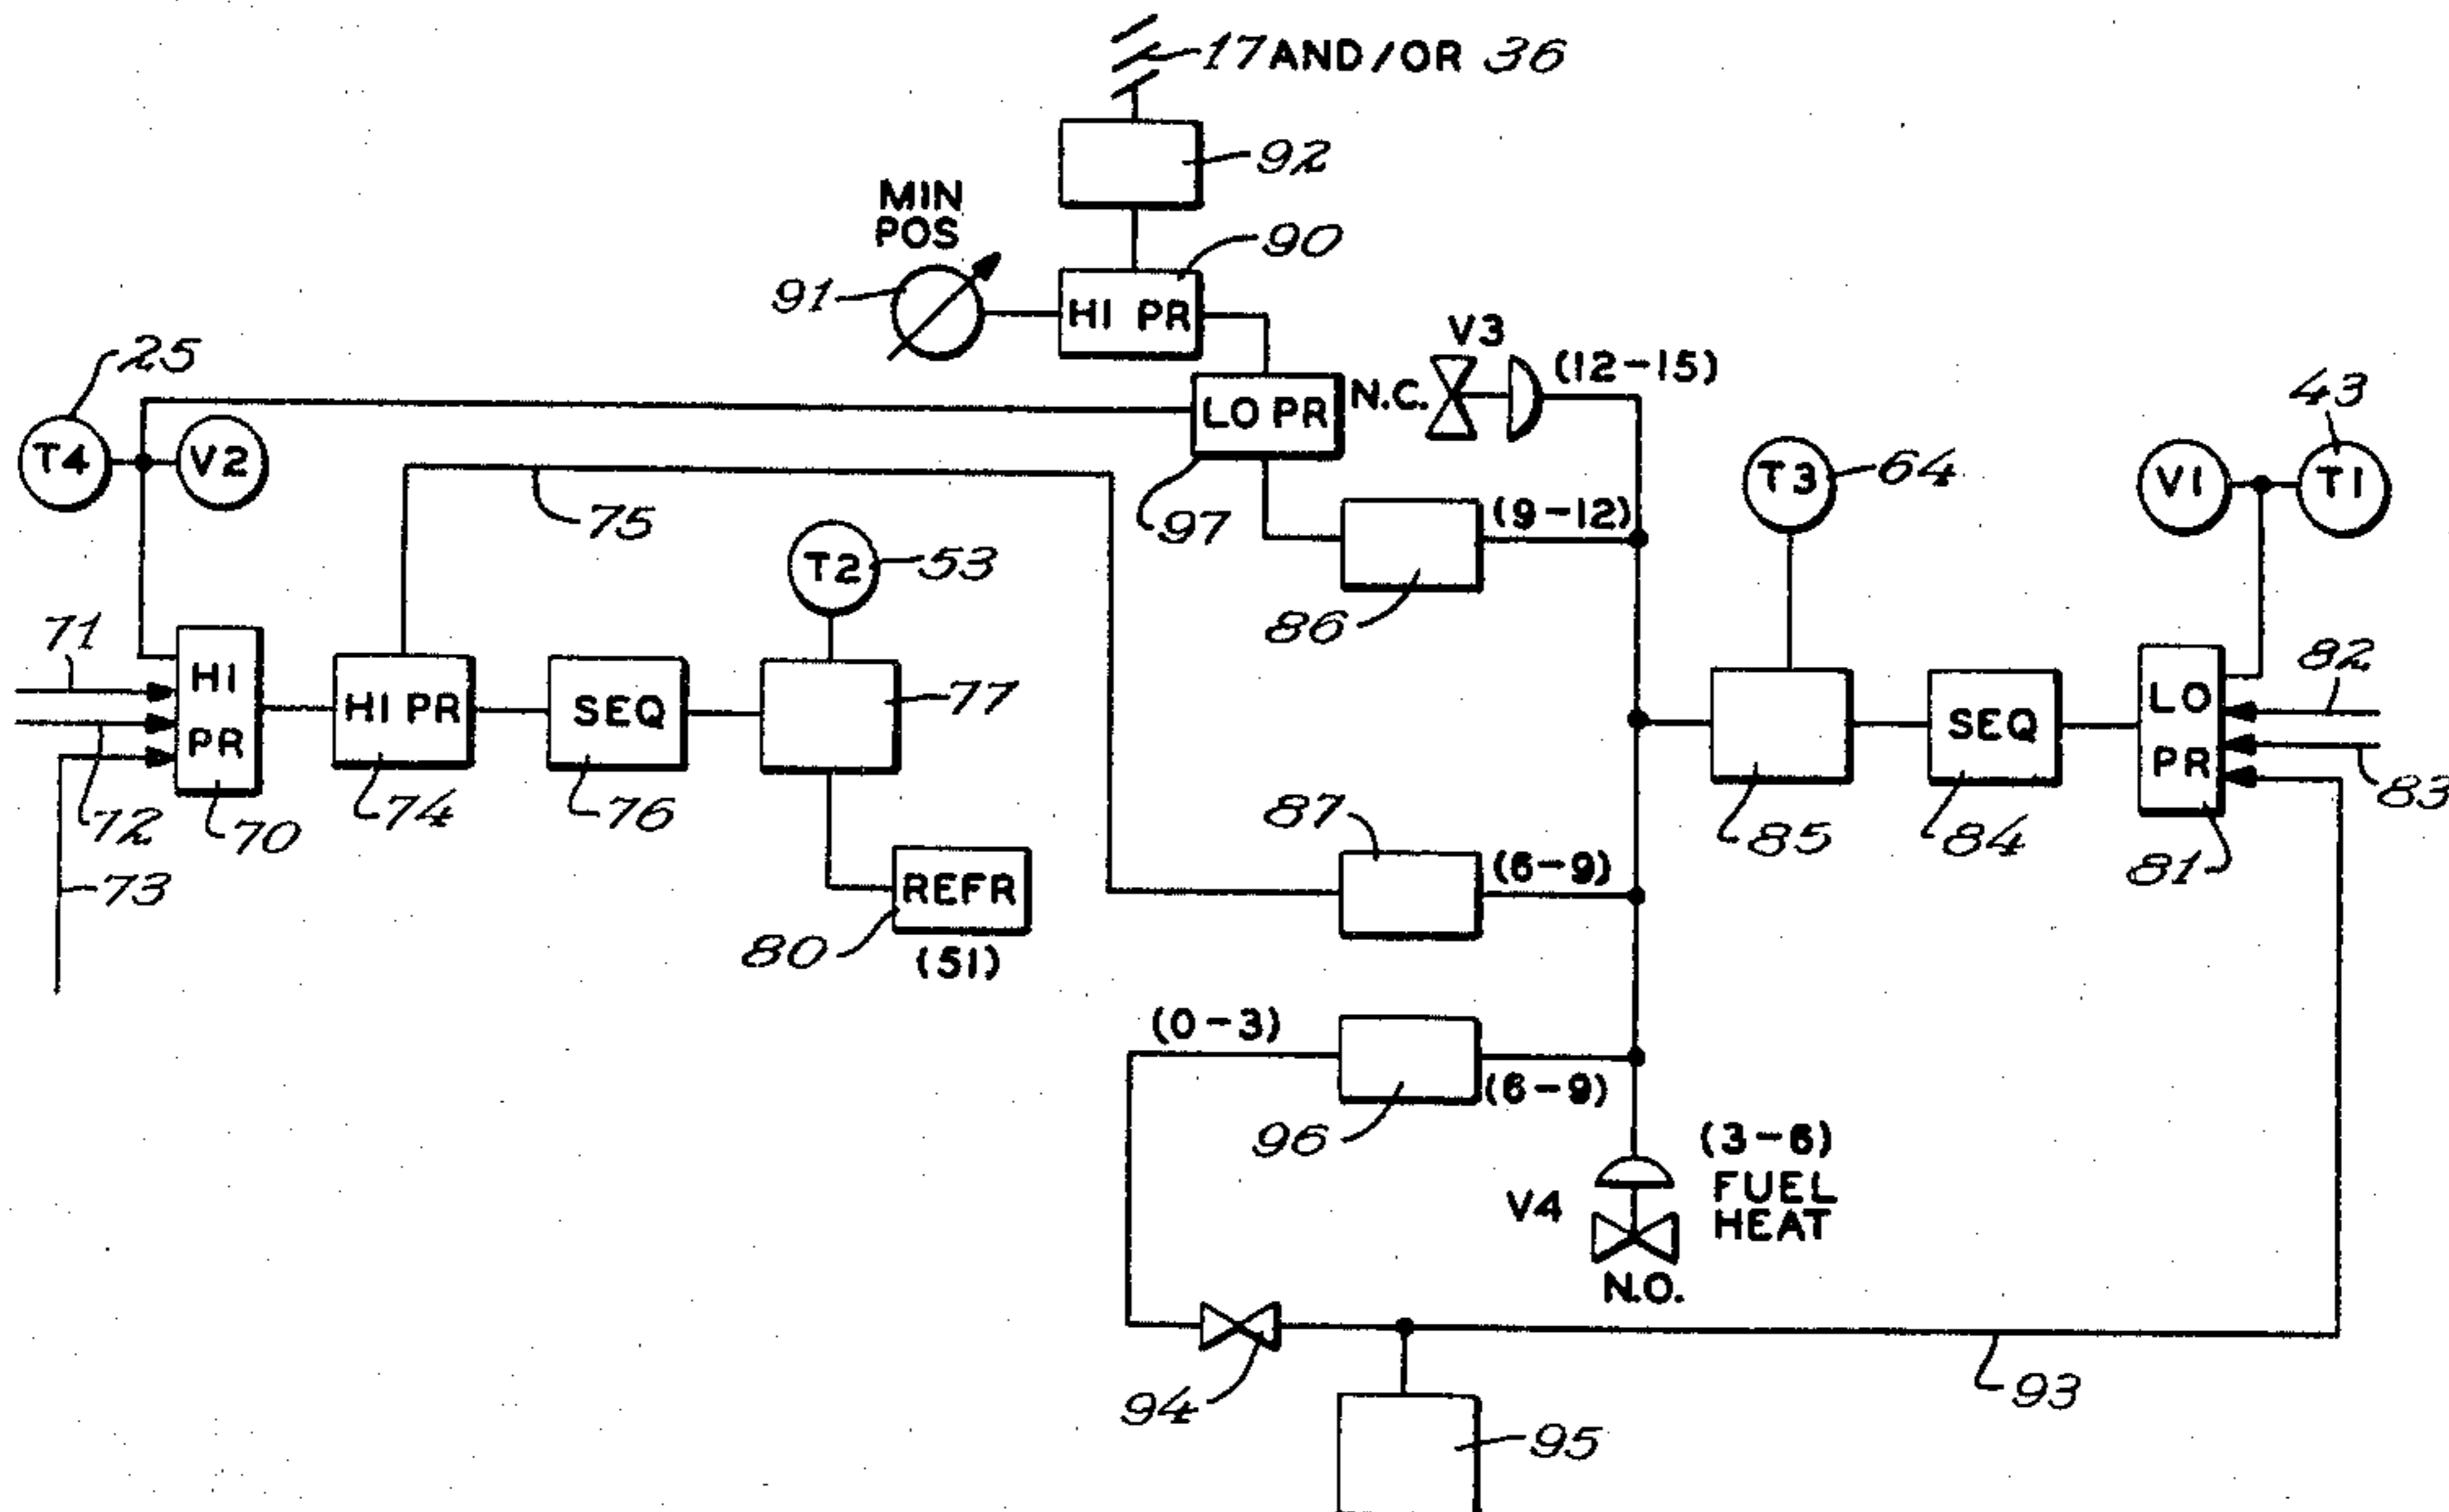 17 AND/OR 36
92
MIN
POS
90
91
HI PR
V3
(12-15)
25
LO PR
N.C.
43
T4
V2
T3
64
V1
T1
75
97
(9-12)
T2
53
86
71
HI
PR
HI PR
SEQ
77
SEQ
LO
PR
82
83
72
70
74
76
87
85
84
81
73
REFR
(6-9)
80
(51)
(0-3)
(6-9)
96
(3-6)
FUEL
HEAT
V4
N.O.
94
93
95